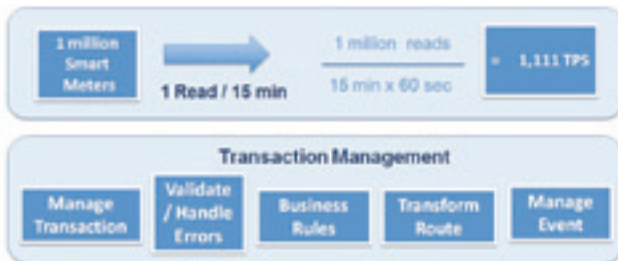 1 million
Smart
Meters
1 Read / 15 min
1 million reads
15 min x 60 sec
= 1,111 TPS
Transaction Management
Manage
Transaction
Validate
/ Handle
Errors
Business
Rules
Transform
Route
Manage
Event